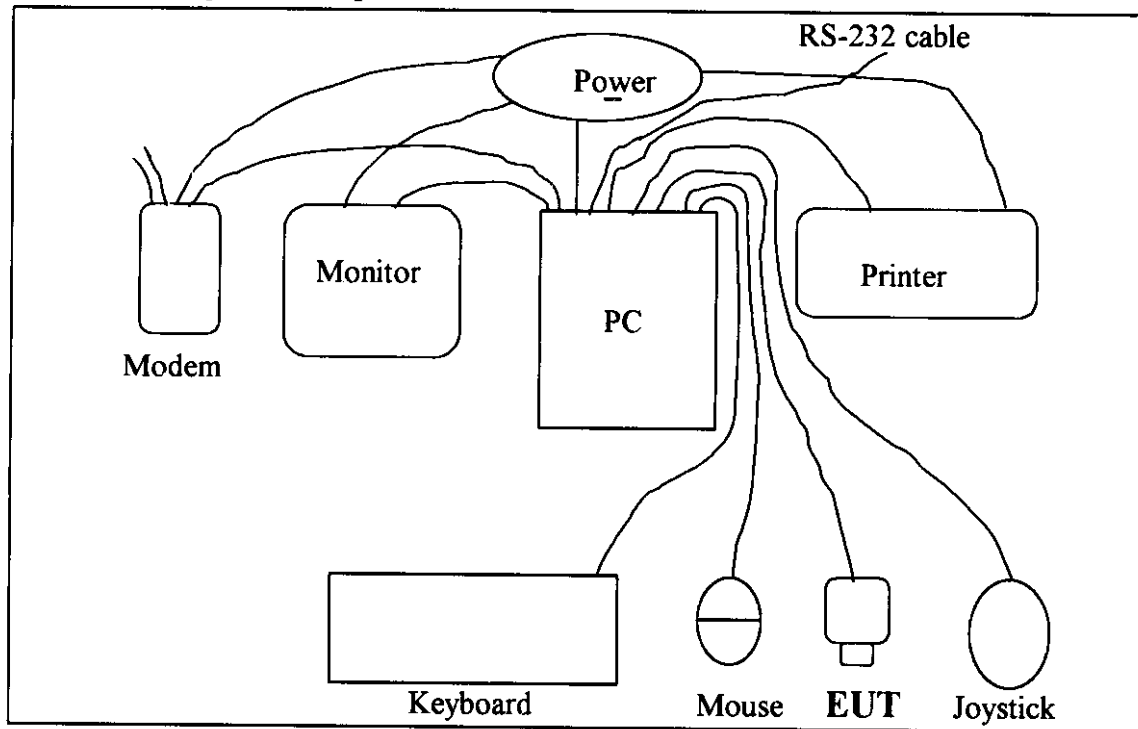 RS-232 cable
Power
Monitor
Printer
PC
Modem
Keyboard
Mouse
EUT
Joystick